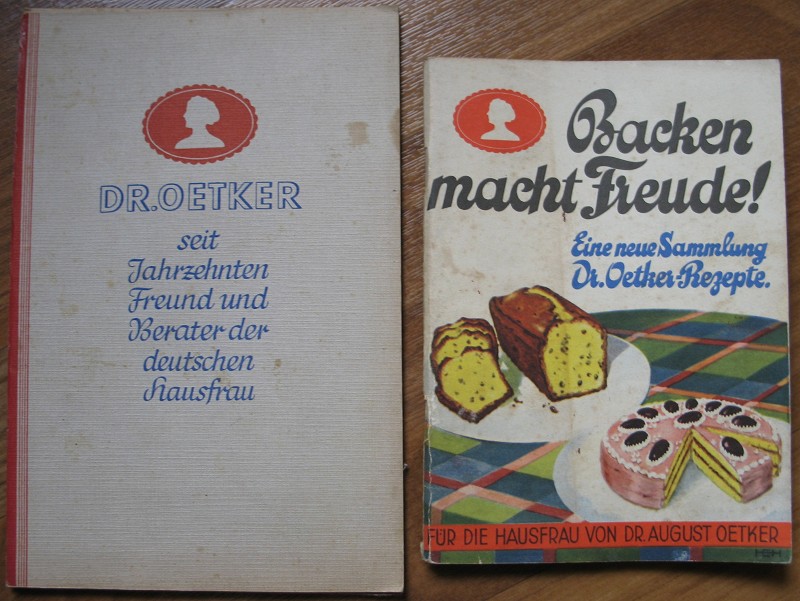 DR. OETKER
seit
Jahrzehnten
Freund und
Berater der
deutschen
Hausfrau
Backen
macht Freude!
Eine neue Sammlung
Dr. Oetker-Rezepte.
FÜR DIE HAUSFRAU VON DR. AUGUST OETKER